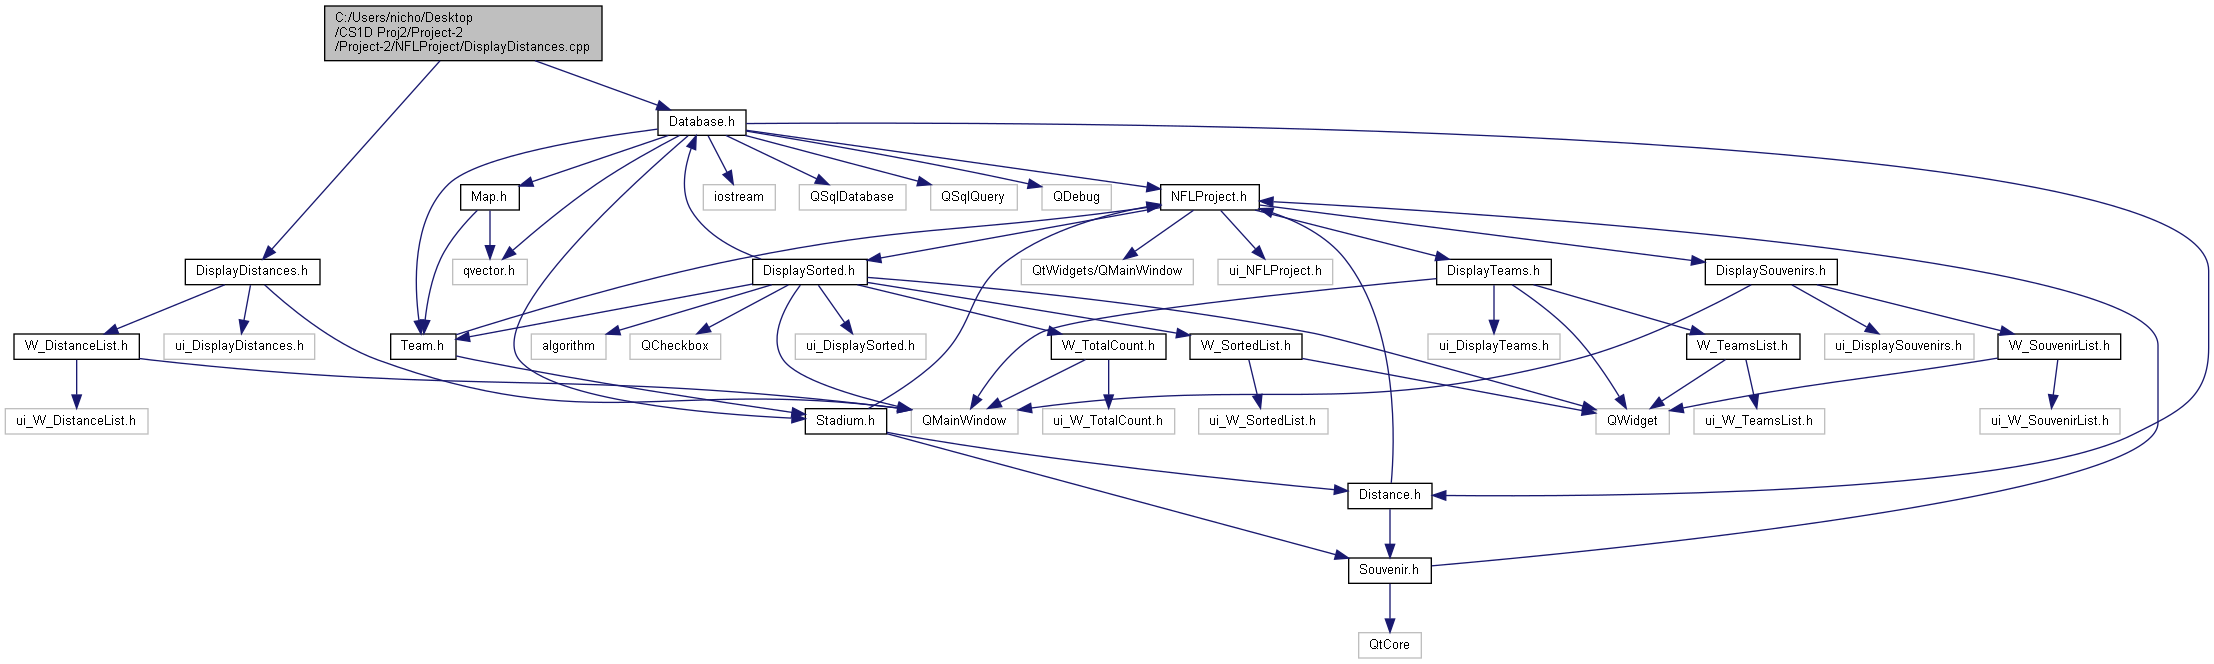 C:/Users/nicho/Desktop
/CS1D Proj2/Project-2
/Project-2/NFLProject/DisplayDistances.cpp
Database.h
Map.h
iostream
QSqlDatabase
QSqlQuery
QDebug
NFLProject.h
DisplayDistances.h
qvector.h
DisplaySorted.h
QtWidgets/QMainWindow
ui_NFLProject.h
DisplayTeams.h
DisplaySouvenirs.h
W_DistanceList.h
ui_DisplayDistances.h
Team.h
algorithm
QCheckbox
ui_DisplaySorted.h
W_TotalCount.h
W_SortedList.h
ui_DisplayTeams.h
W_TeamsList.h
ui_DisplaySouvenirs.h
W_SouvenirList.h
ui_W_DistanceList.h
Stadium.h
QMainWindow
ui_W_TotalCount.h
ui_W_SortedList.h
QWidget
ui_W_TeamsList.h
ui_W_SouvenirList.h
Distance.h
Souvenir.h
QtCore